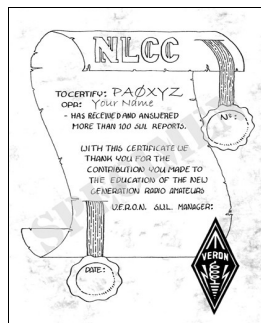 NLCC
TO CERTIFY: PAØXYZ
OPR: Your Name
- HAS RECEIVED AND ANSWERED
MORE THAN 100 SWL REPORTS.
No:
WITH THIS CERTIFICATE WE
THANK YOU FOR THE
CONTRIBUTION YOU MADE TO
THE EDUCATION OF THE NEW
GENERATION RADIO AMATEURS
V.E.R.O.N. SWL. MANAGER:
DATE:
VERON